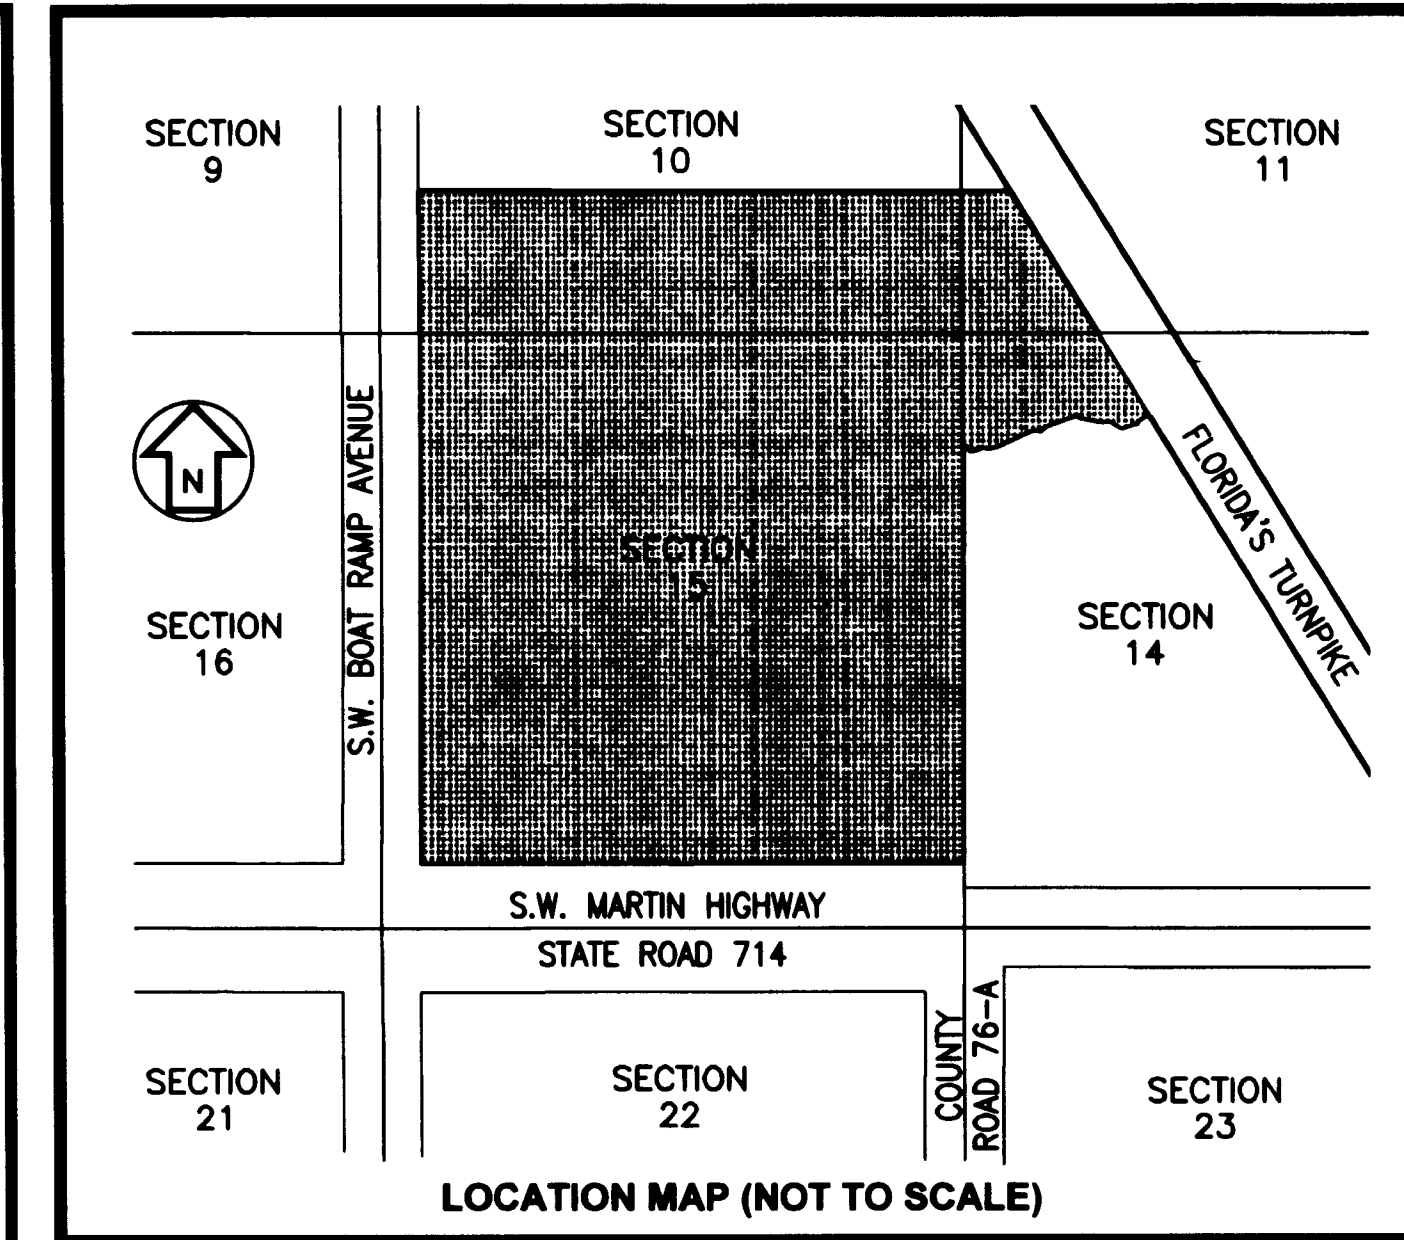 SECTION
9
SECTION
10
SECTION
11
S.W. BOAT RAMP AVENUE
N
FLORIDA'S TURNPIKE
SECTION
15
SECTION
16
SECTION
14
S.W. MARTIN HIGHWAY
STATE ROAD 714
COUNTY
ROAD 76-A
SECTION
21
SECTION
22
SECTION
23
LOCATION MAP (NOT TO SCALE)